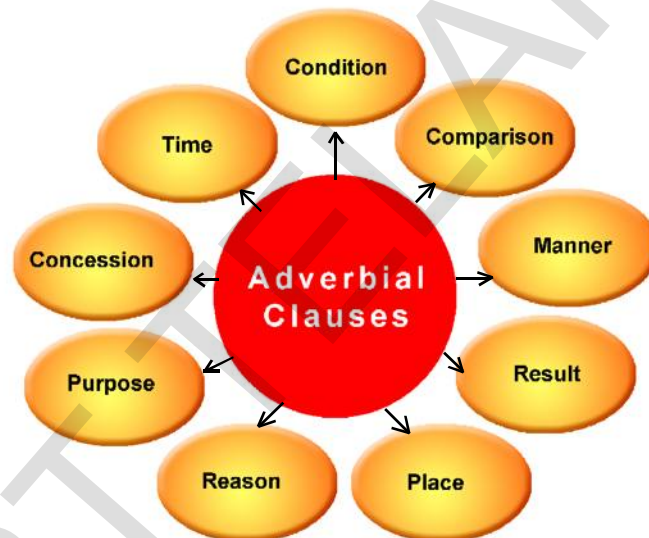 Condition
Comparison
Time
Manner
Concession
Adverbial
Clauses
Result
Purpose
Reason
Place